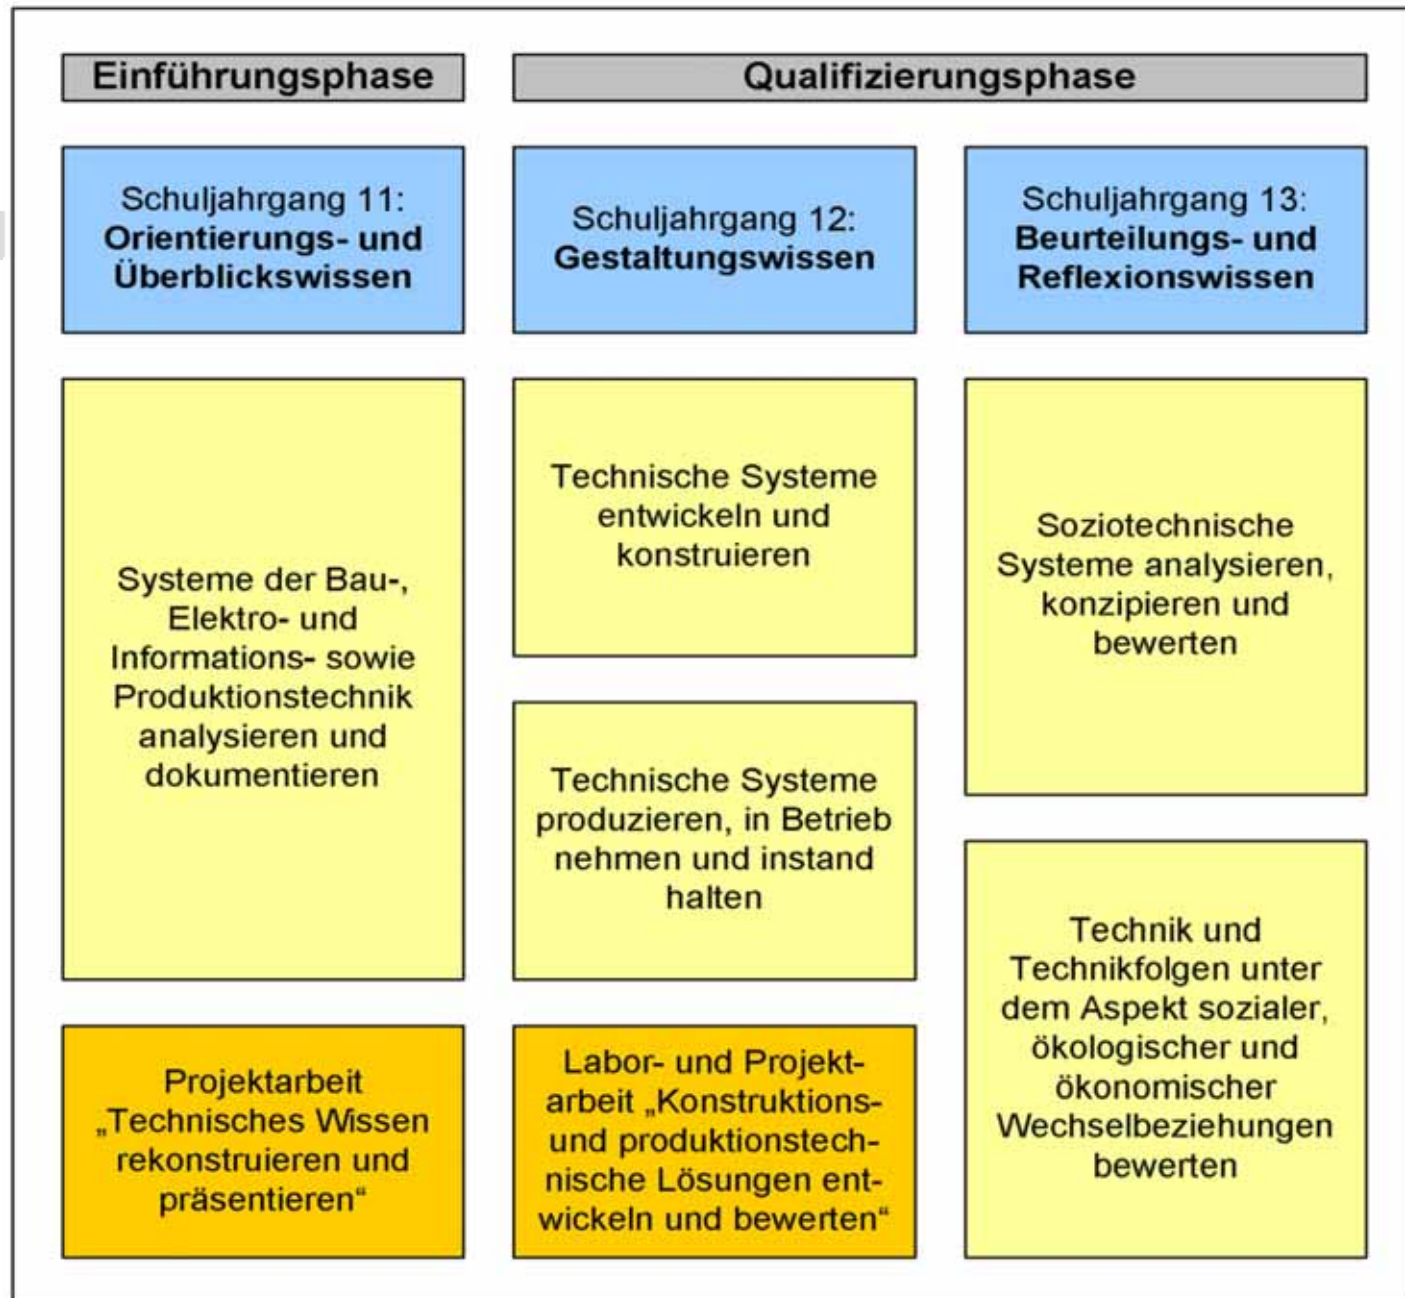 Einführungsphase
Qualifizierungsphase
Schuljahrgang 11:
Orientierungs- und
Überblickswissen
Schuljahrgang 12:
Gestaltungswissen
Schuljahrgang 13:
Beurteilungs- und
Reflexionswissen
Systeme der Bau-,
Elektro- und
Informations- sowie
Produktionstechnik
analysieren und
dokumentieren
Technische Systeme
entwickeln und
konstruieren
Soziotechnische
Systeme analysieren,
konzipieren und
bewerten
Technische Systeme
produzieren, in Betrieb
nehmen und instand
halten
Technik und
Technikfolgen unter
dem Aspekt sozialer,
ökologischer und
ökonomischer
Wechselbeziehungen
bewerten
Projektarbeit
„Technisches Wissen
rekonstruieren und
präsentieren“
Labor- und Projekt-
arbeit „Konstruktions-
und produktionstech-
nische Lösungen ent-
wickeln und bewerten“